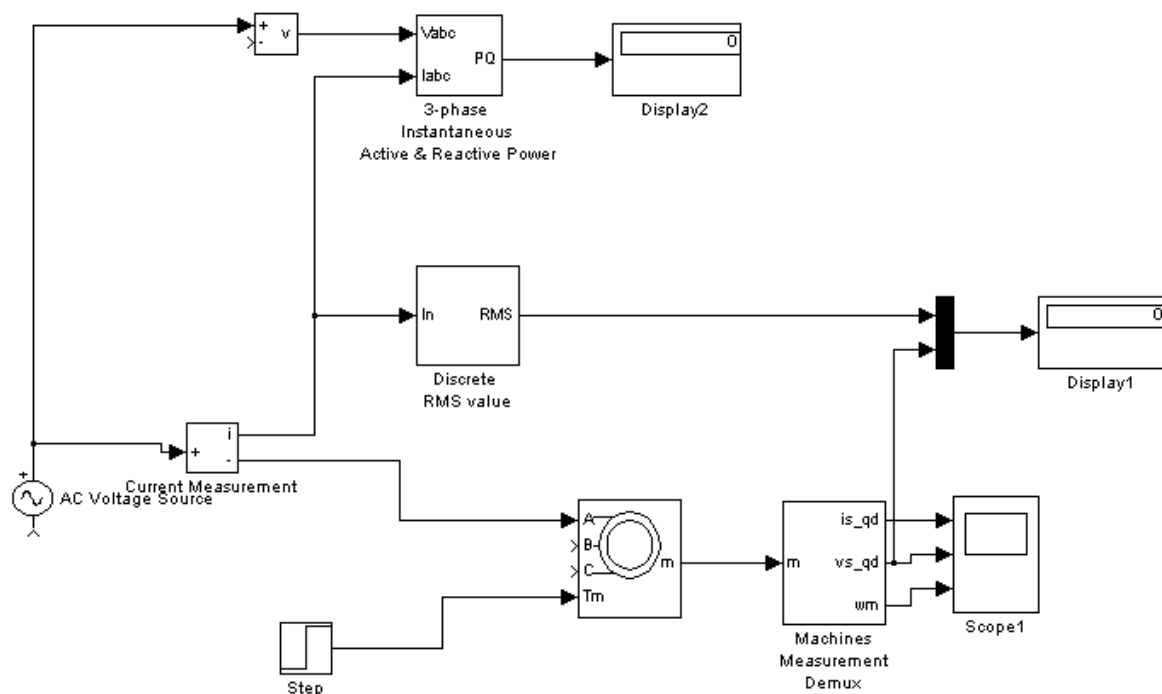 +
-
v
Vabc
Iabc
PQ
3-phase
Instantaneous
Active & Reactive Power
0
Display2
In
RMS
Discrete
RMS value
0
Display1
+
i
-
Current Measurement
+
AC Voltage Source
A
B
C
Tm
m
m
is_qd
vs_qd
wm
Machines
Measurement
Demux
Scope1
Step